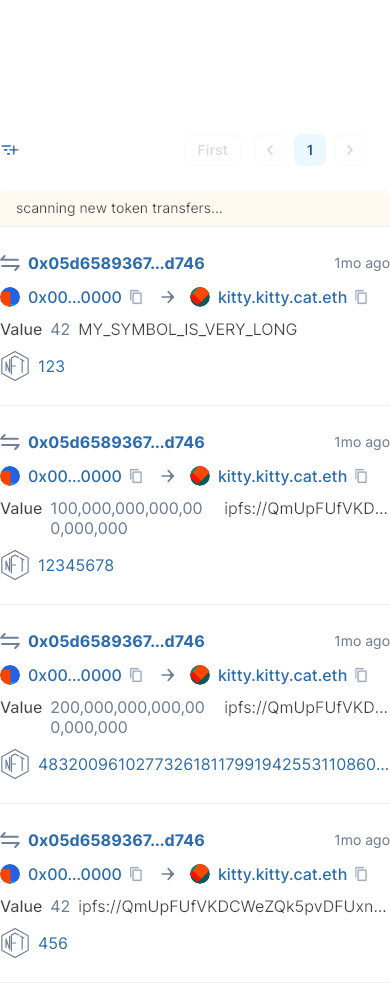 First 1
scanning new token transfers...
0x05d6589367...d746 1mo ago
0x00...0000 → kitty.kitty.cat.eth
Value 42 MY_SYMBOL_IS_VERY_LONG
NFT 123
0x05d6589367...d746 1mo ago
0x00...0000 → kitty.kitty.cat.eth
Value 100,000,000,000,00 ipfs://QmUpFUfVKD...
0,000,000
NFT 12345678
0x05d6589367...d746 1mo ago
0x00...0000 → kitty.kitty.cat.eth
Value 200,000,000,000,00 ipfs://QmUpFUfVKD...
0,000,000
NFT 483200961027732618117991942553110860...
0x05d6589367...d746 1mo ago
0x00...0000 → kitty.kitty.cat.eth
Value 42 ipfs://QmUpFUfVKDCWeZQk5pvDFUxn...
NFT 456